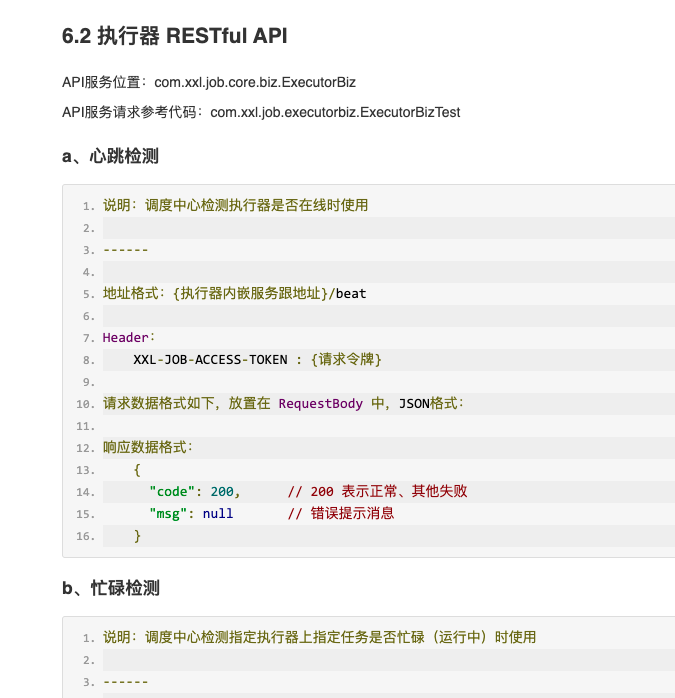 6.2 执行器 RESTful API
API服务位置：com.xxl.job.core.biz.ExecutorBiz
API服务请求参考代码：com.xxl.job.executorbiz.ExecutorBizTest
a、心跳检测
1. 说明：调度中心检测执行器是否在线时使用
2.
3. ------
4.
5. 地址格式：{执行器内嵌服务跟地址}/beat
6.
7. Header：
8. XXL-JOB-ACCESS-TOKEN : {请求令牌}
9.
10. 请求数据格式如下，放置在 RequestBody 中，JSON格式：
11.
12. 响应数据格式：
13. {
14. "code": 200, // 200 表示正常、其他失败
15. "msg": null // 错误提示消息
16. }
b、忙碌检测
1. 说明：调度中心检测指定执行器上指定任务是否忙碌（运行中）时使用
2.
3. ------